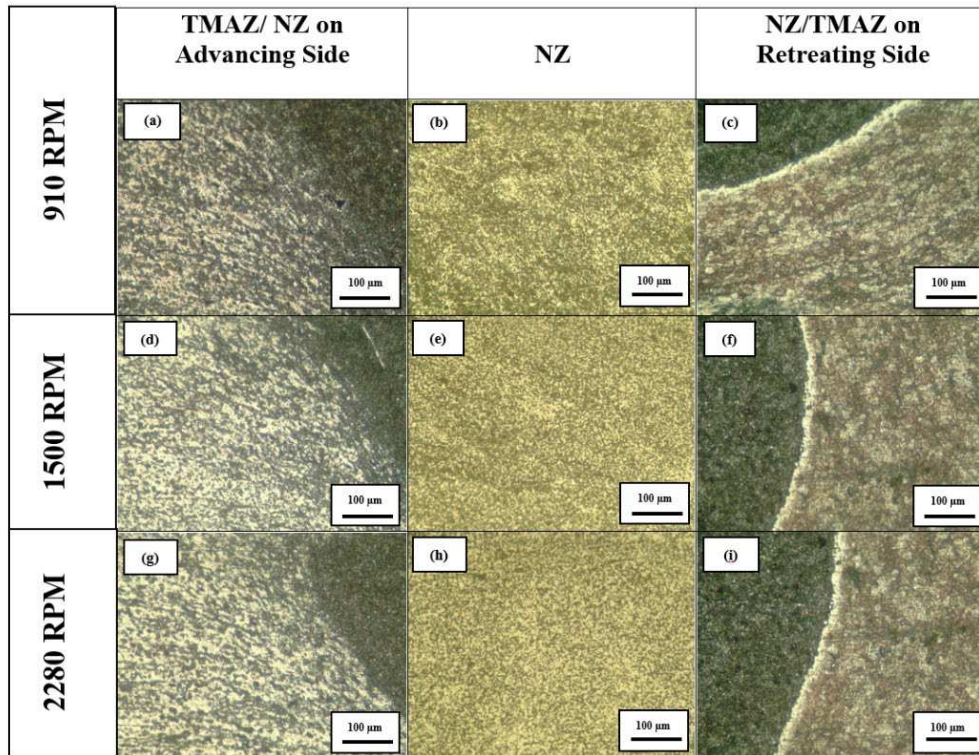 TMAZ/ NZ on
Advancing Side
NZ
NZ/TMAZ on
Retreating Side
910 RPM
(a)
100 µm
(b)
100 µm
(c)
100 µm
1500 RPM
(d)
100 µm
(e)
100 µm
(f)
100 µm
2280 RPM
(g)
100 µm
(h)
100 µm
(i)
100 µm